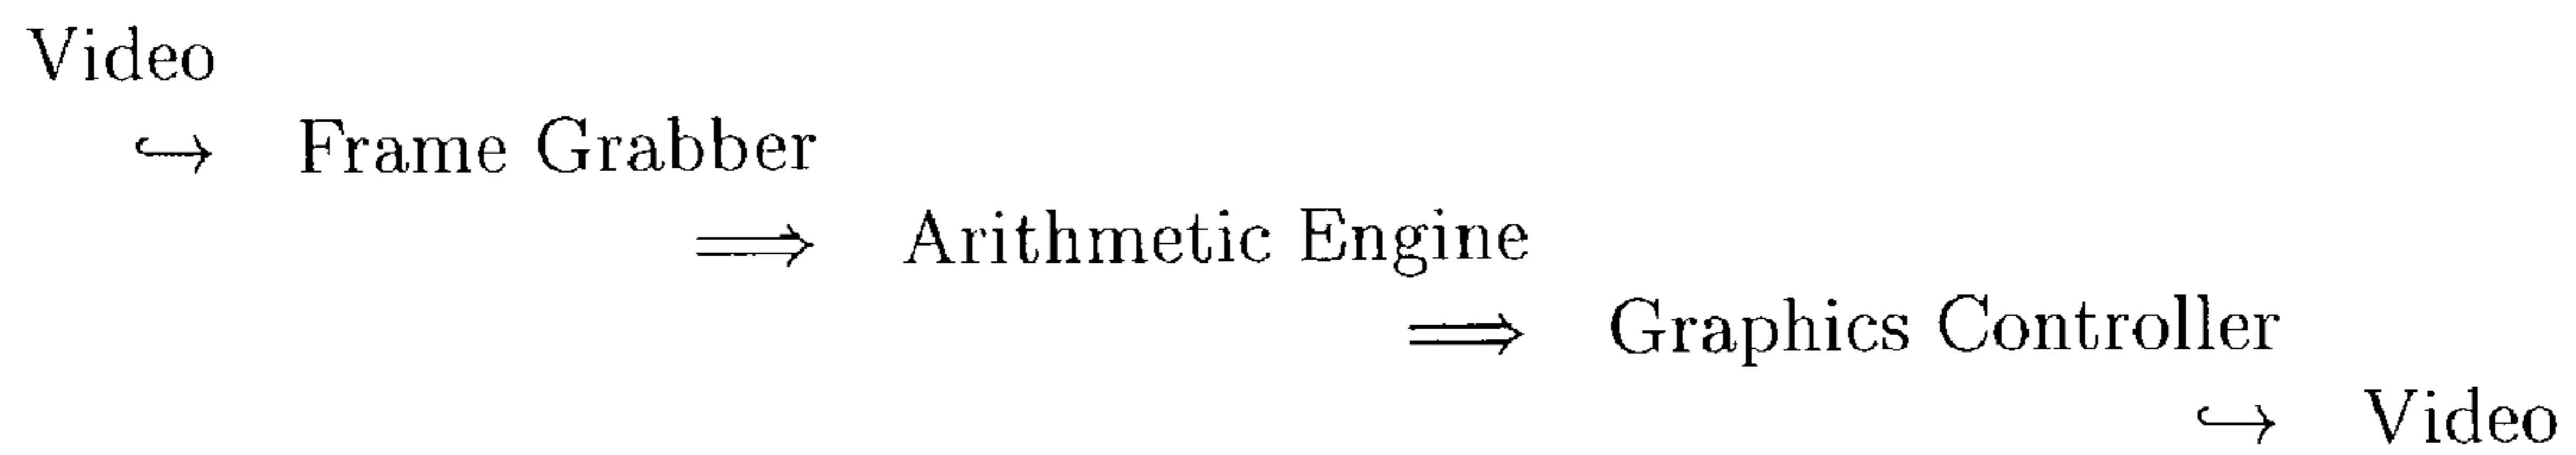 Video
↪ Frame Grabber
⟹ Arithmetic Engine
⟹ Graphics Controller
↪ Video